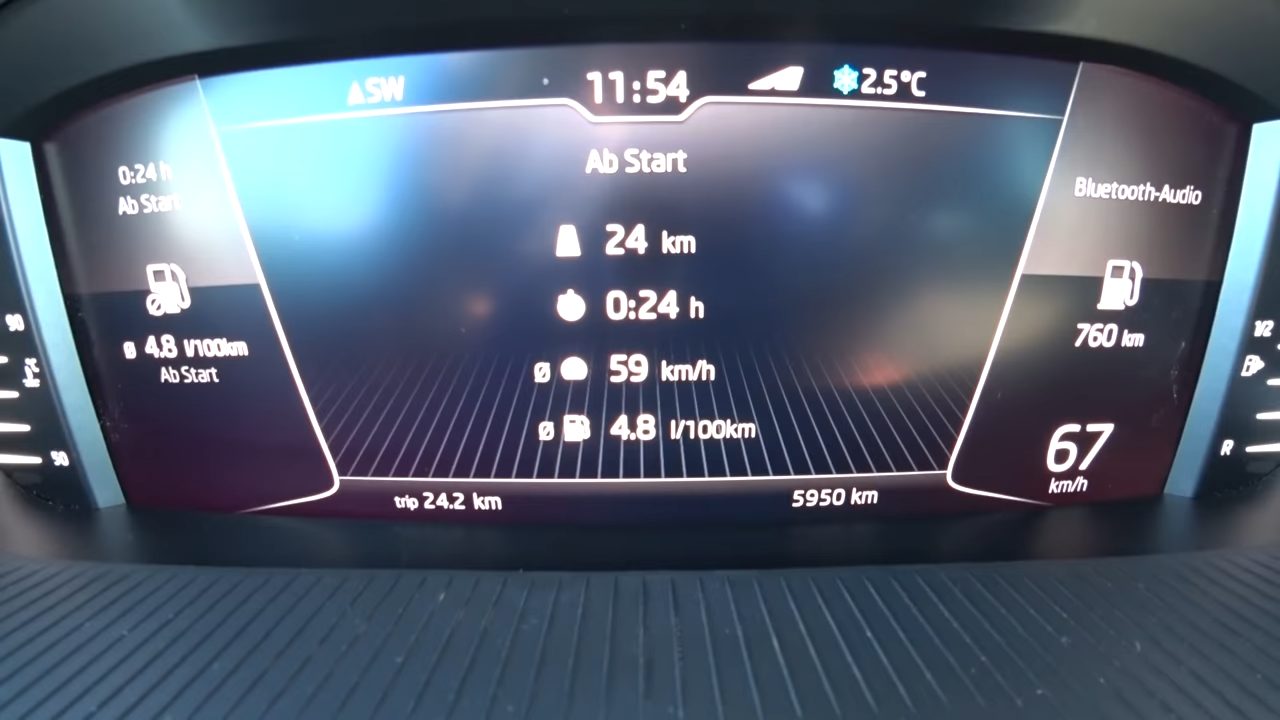 SW 11:54 2.5°C
0:24 h
Ab Start
Ø 4.8 l/100km
Ab Start
Ab Start
24 km
0:24 h
Ø 59 km/h
Ø 4.8 l/100km
trip 24.2 km 5950 km
Bluetooth-Audio
760 km
67
km/h
90
°C
50
1/2
R